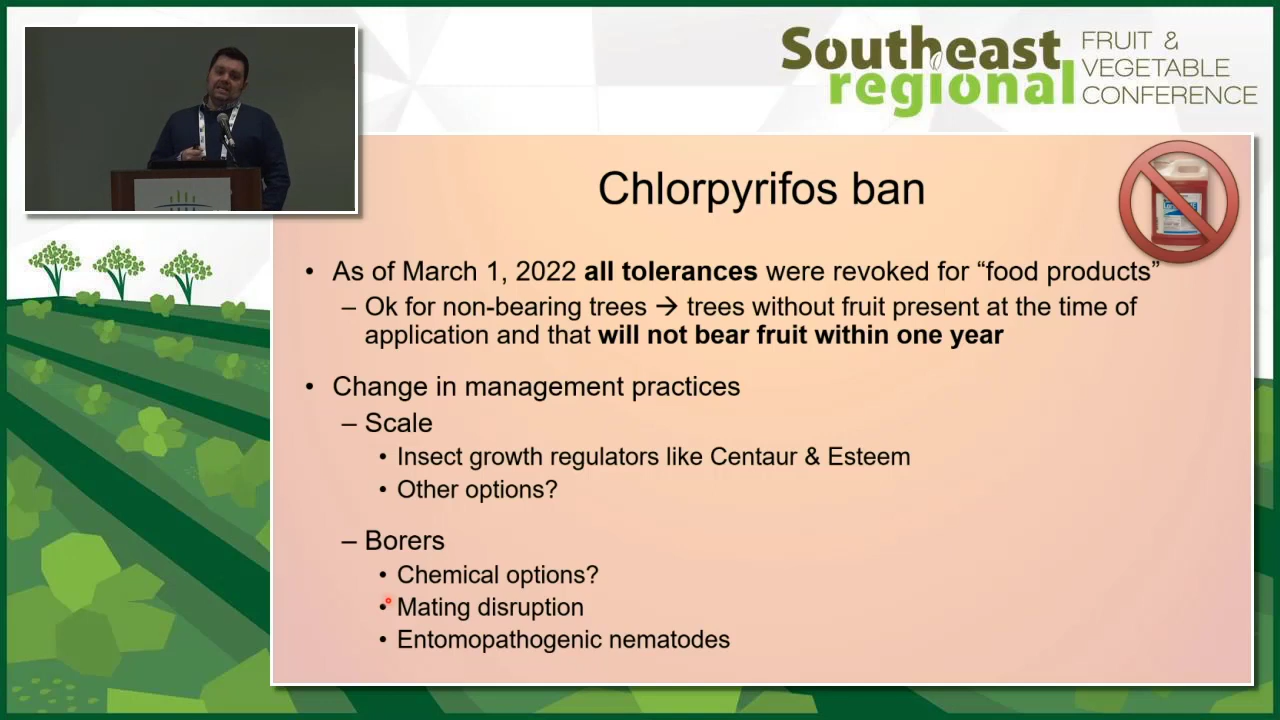 Southeast
regional
FRUIT &
VEGETABLE
CONFERENCE
Chlorpyrifos ban
• As of March 1, 2022 all tolerances were revoked for “food products”
– Ok for non-bearing trees → trees without fruit present at the time of
application and that will not bear fruit within one year
• Change in management practices
– Scale
• Insect growth regulators like Centaur & Esteem
• Other options?
– Borers
• Chemical options?
• Mating disruption
• Entomopathogenic nematodes